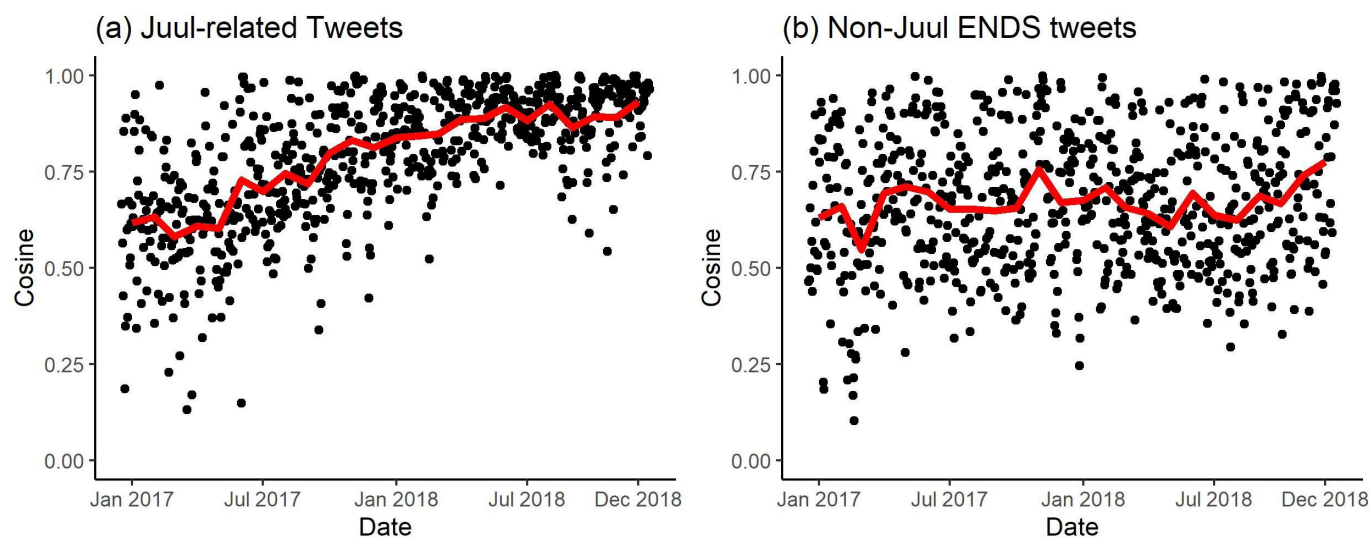 (a) Juul-related Tweets
1.00
0.75
0.50
0.25
0.00
Cosine
Jan 2017 Jul 2017 Jan 2018 Jul 2018 Dec 2018
Date
(b) Non-Juul ENDS tweets
1.00
0.75
0.50
0.25
0.00
Cosine
Jan 2017 Jul 2017 Jan 2018 Jul 2018 Dec 2018
Date